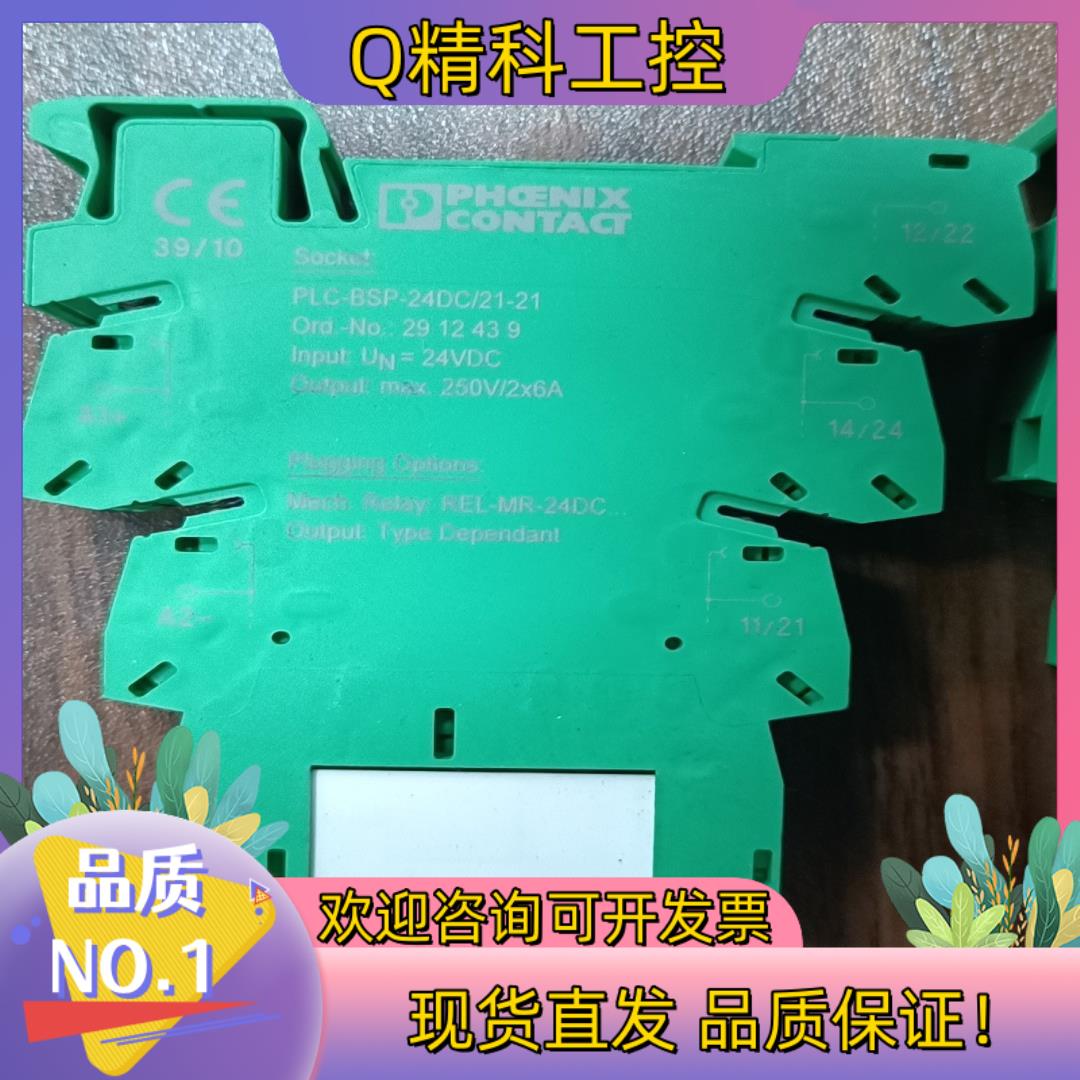 Q精科工控
CE
39/10
PHOENIX
CONTACT
Socket:
PLC-BSP-24DC/21-21
Ord.-No.: 29 12 43 9
Input: UN = 24VDC
Output: max. 250V/2x6A
Plugging Options:
Mech. Relay: REL-MR-24DC...
Output: Type Dependant
12/22
A1+
14/24
A2-
11/21
品质
NO.1
欢迎咨询可开发票
现货直发 品质保证!